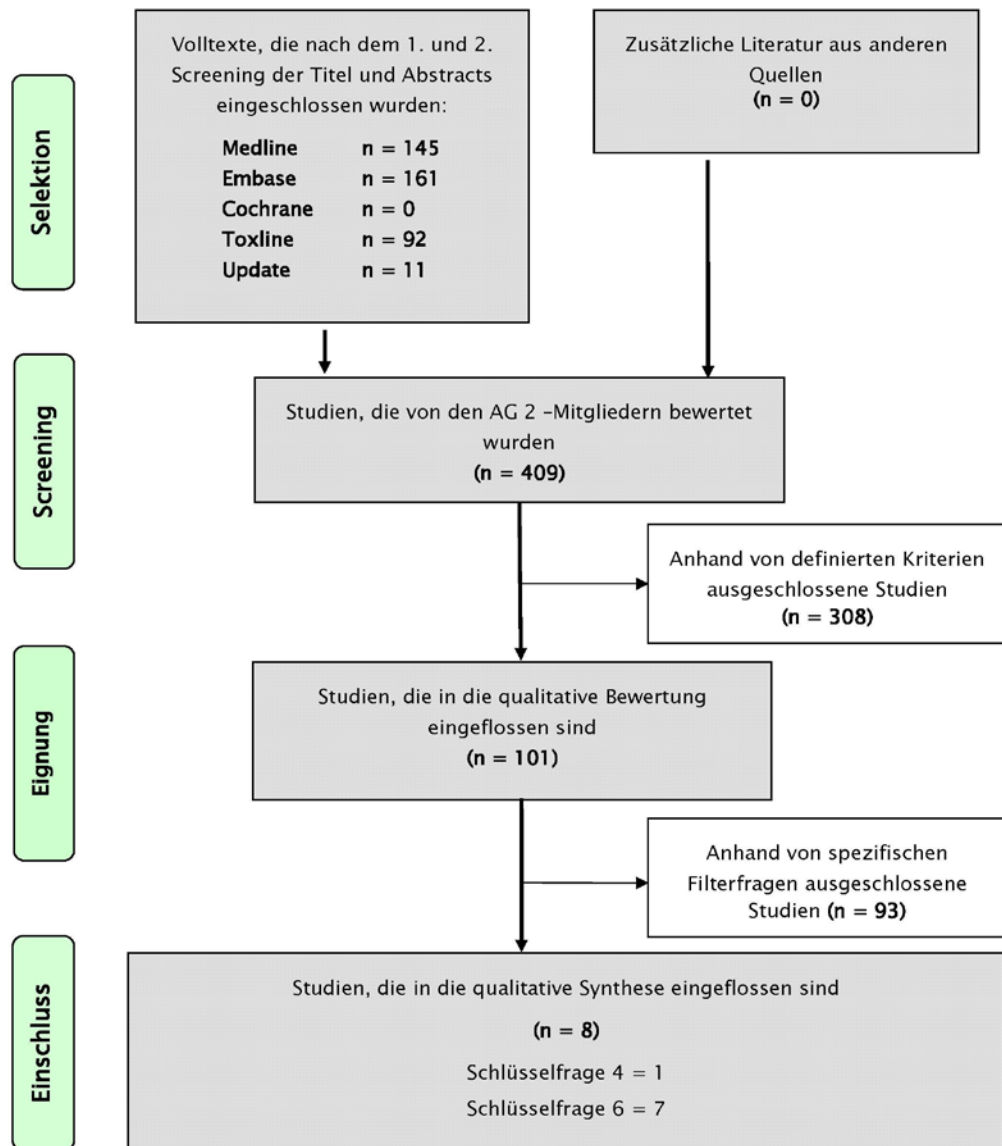 Selektion
Volltexte, die nach dem 1. und 2.
Screening der Titel und Abstracts
eingeschlossen wurden:
Medline n = 145
Embase n = 161
Cochrane n = 0
Toxline n = 92
Update n = 11
Zusätzliche Literatur aus anderen
Quellen
(n = 0)
Screening
Studien, die von den AG 2 –Mitgliedern bewertet
wurden
(n = 409)
Anhand von definierten Kriterien
ausgeschlossene Studien
(n = 308)
Eignung
Studien, die in die qualitative Bewertung
eingeflossen sind
(n = 101)
Anhand von spezifischen
Filterfragen ausgeschlossene
Studien (n = 93)
Einschluss
Studien, die in die qualitative Synthese eingeflossen sind
(n = 8)
Schlüsselfrage 4 = 1
Schlüsselfrage 6 = 7